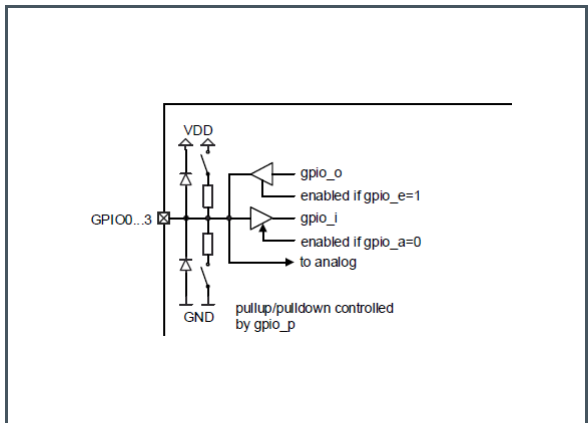 VDD
gpio_o
enabled if gpio_e=1
GPIO0...3
gpio_i
enabled if gpio_a=0
to analog
GND
pullup/pulldown controlled
by gpio_p